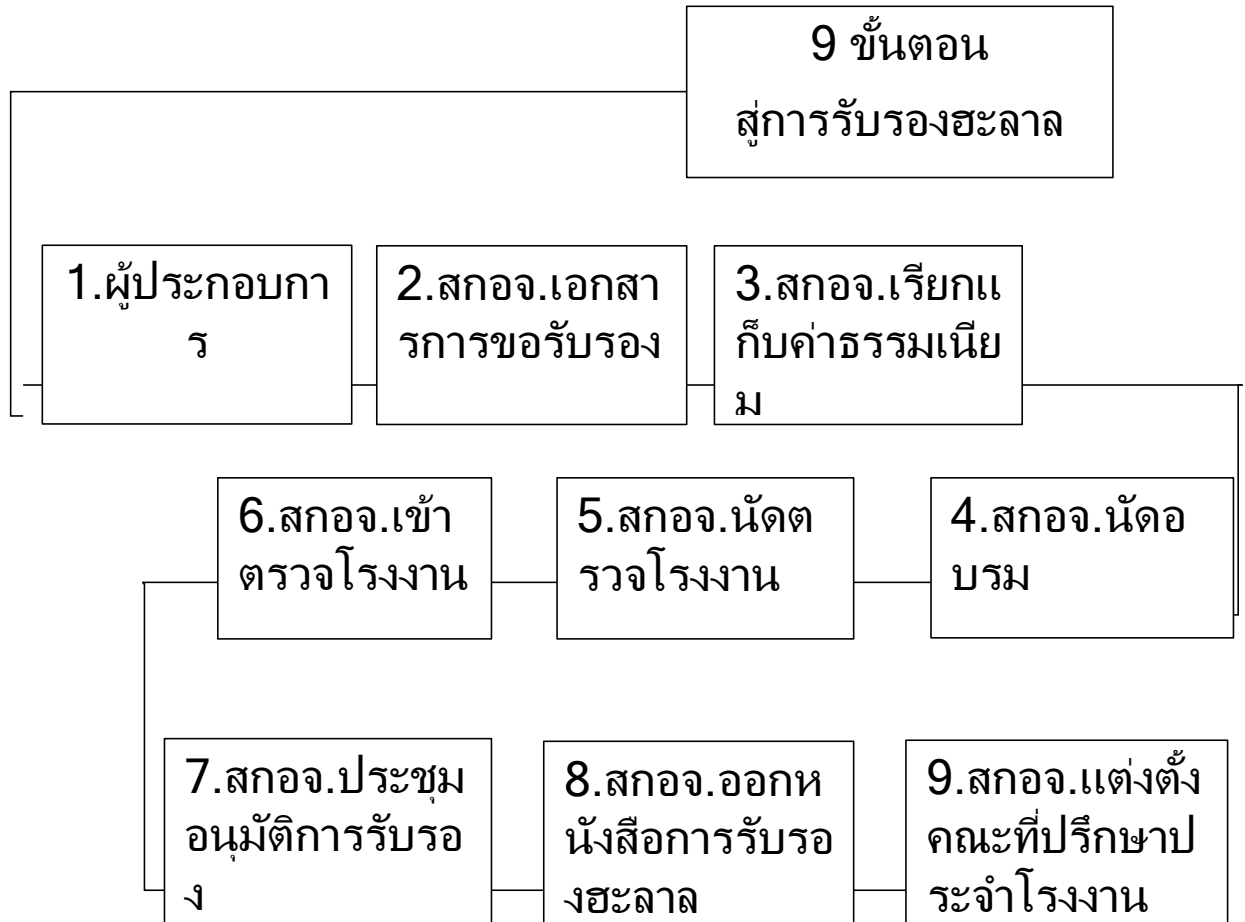 9 ขั้นตอน
สู่การรับรองฮะลาล
1.ผู้ประกอบกา
ร
2.สกอจ.เอกสา
รการขอรับรอง
3.สกอจ.เรียกแ
ก็บค่าธรรมเนีย
ม
4.สกอจ.นัดอ
บรม
5.สกอจ.นัดต
รวจโรงงาน
6.สกอจ.เข้า
ตรวจโรงงาน
7.สกอจ.ประชุม
อนุมัติการรับรอ
ง
8.สกอจ.ออกห
นังสือการรับรอ
งฮะลาล
9.สกอจ.แต่งตั้ง
คณะที่ปรึกษาป
ระจำโรงงาน